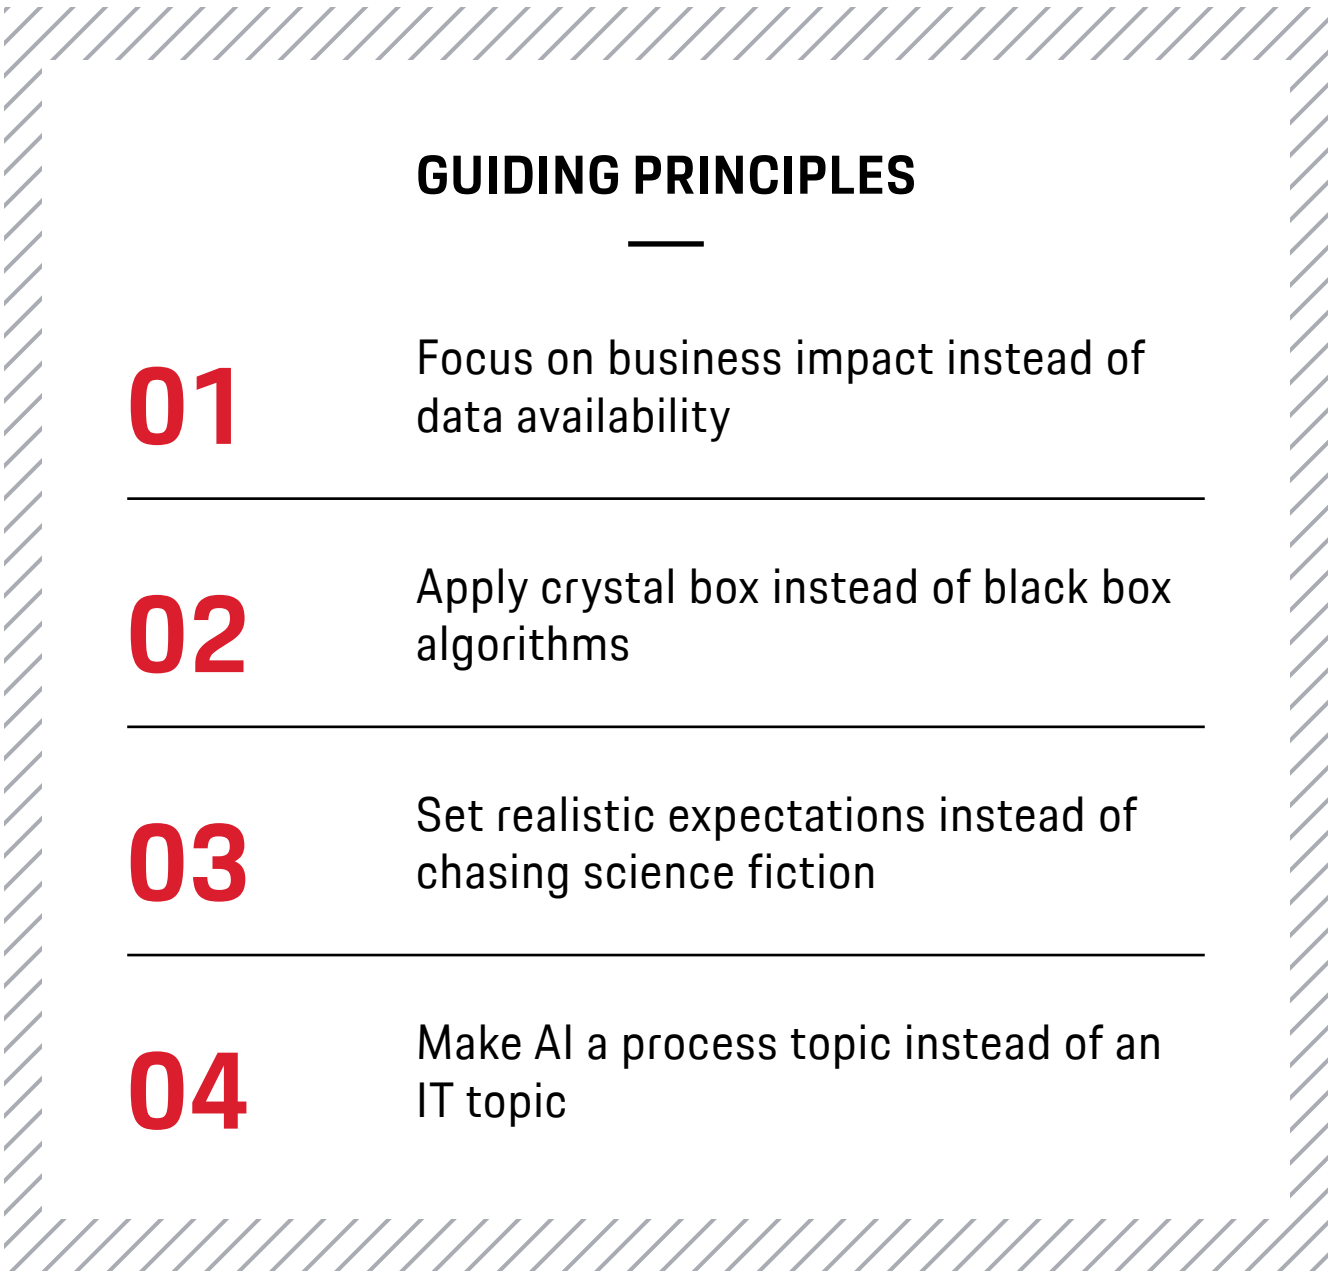 GUIDING PRINCIPLES
01
Focus on business impact instead of
data availability
02
Apply crystal box instead of black box
algorithms
03
Set realistic expectations instead of
chasing science fiction
04
Make AI a process topic instead of an
IT topic